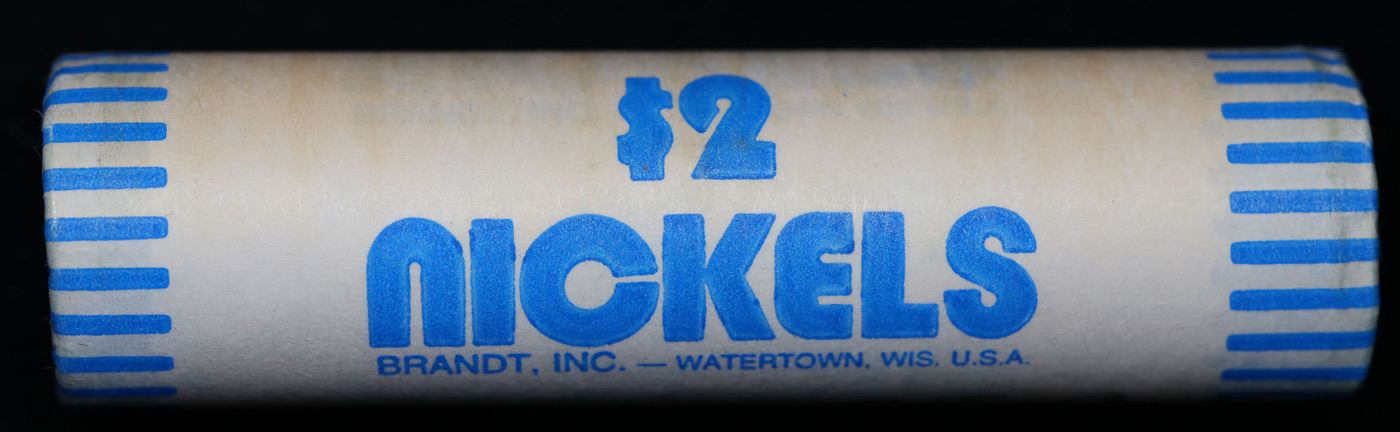 $2
NICKELS
BRANDT, INC. — WATERTOWN, WIS. U.S.A.